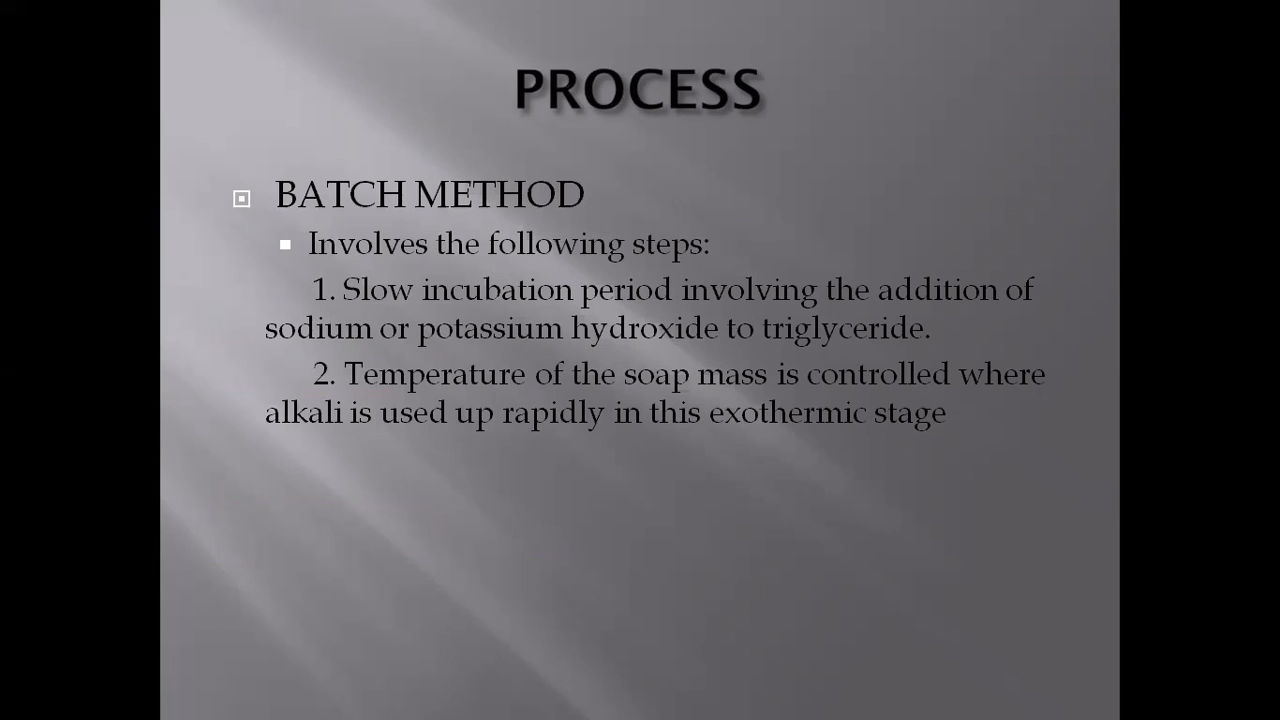 PROCESS
BATCH METHOD
Involves the following steps:
1. Slow incubation period involving the addition of
sodium or potassium hydroxide to triglyceride.
2. Temperature of the soap mass is controlled where
alkali is used up rapidly in this exothermic stage